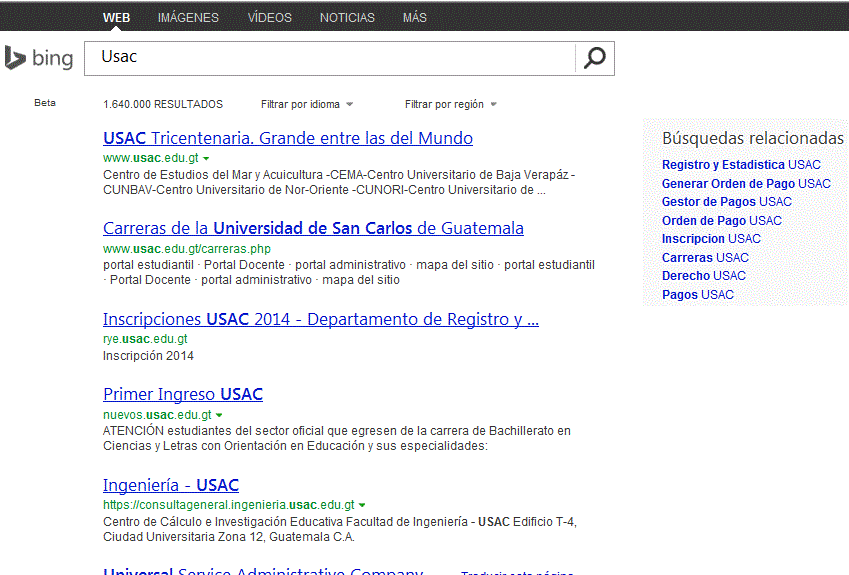 WEB IMÁGENES VÍDEOS NOTICIAS MÁS
bing
Usac
Beta
1.640.000 RESULTADOS Filtrar por idioma Filtrar por región
USAC Tricentenaria. Grande entre las del Mundo
www.usac.edu.gt
Centro de Estudios del Mar y Acuicultura -CEMA-Centro Universitario de Baja Verapáz -
CUNBAV-Centro Universitario de Nor-Oriente -CUNORI-Centro Universitario de ...
Carreras de la Universidad de San Carlos de Guatemala
www.usac.edu.gt/carreras.php
portal estudiantil · Portal Docente · portal administrativo · mapa del sitio · portal estudiantil
· Portal Docente · portal administrativo · mapa del sitio
Inscripciones USAC 2014 - Departamento de Registro y ...
rye.usac.edu.gt
Inscripción 2014
Primer Ingreso USAC
nuevos.usac.edu.gt
ATENCIÓN estudiantes del sector oficial que egresen de la carrera de Bachillerato en
Ciencias y Letras con Orientación en Educación y sus especialidades:
Ingeniería - USAC
https://consultageneral.ingenieria.usac.edu.gt
Centro de Cálculo e Investigación Educativa Facultad de Ingeniería - USAC Edificio T-4,
Ciudad Universitaria Zona 12, Guatemala C.A.
Universal Service Administrative Company Traducir esta página
Búsquedas relacionadas
Registro y Estadistica USAC
Generar Orden de Pago USAC
Gestor de Pagos USAC
Orden de Pago USAC
Inscripcion USAC
Carreras USAC
Derecho USAC
Pagos USAC